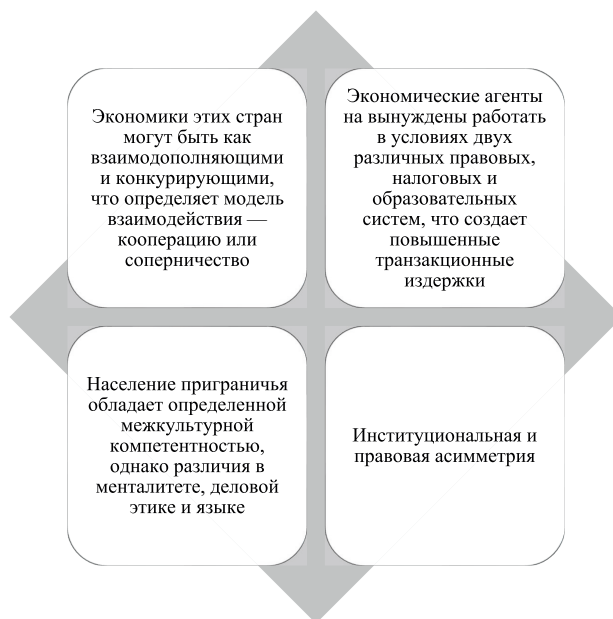 Экономики этих стран
могут быть как
взаимодополняющими
и конкурирующими,
что определяет модель
взаимодействия —
кооперацию или
соперничество
Экономические агенты
на вынуждены работать
в условиях двух
различных правовых,
налоговых и
образовательных
систем, что создает
повышенные
транзакционные
издержки
Население приграничья
обладает определенной
межкультурной
компетентностью,
однако различия в
менталитете, деловой
этике и языке
Институциональная и
правовая асимметрия